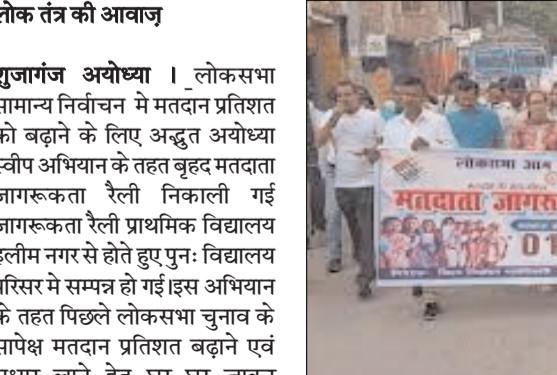 लोक तंत्र की आवाज़
शुजागंज अयोध्या । _लोकसभा
सामान्य निर्वाचन मे मतदान प्रतिशत
को बढ़ाने के लिए अद्भुत अयोध्या
स्वीप अभियान के तहत बृहद मतदाता
जागरूकता रैली निकाली गई
जागरूकता रैली प्राथमिक विद्यालय
हलीम नगर से होते हुए पुनः विद्यालय
परिसर मे सम्पन्न हो गई।इस अभियान
के तहत पिछले लोकसभा चुनाव के
सापेक्ष मतदान प्रतिशत बढ़ाने एवं
लोकसभा आम
मतदाता जागरू
01